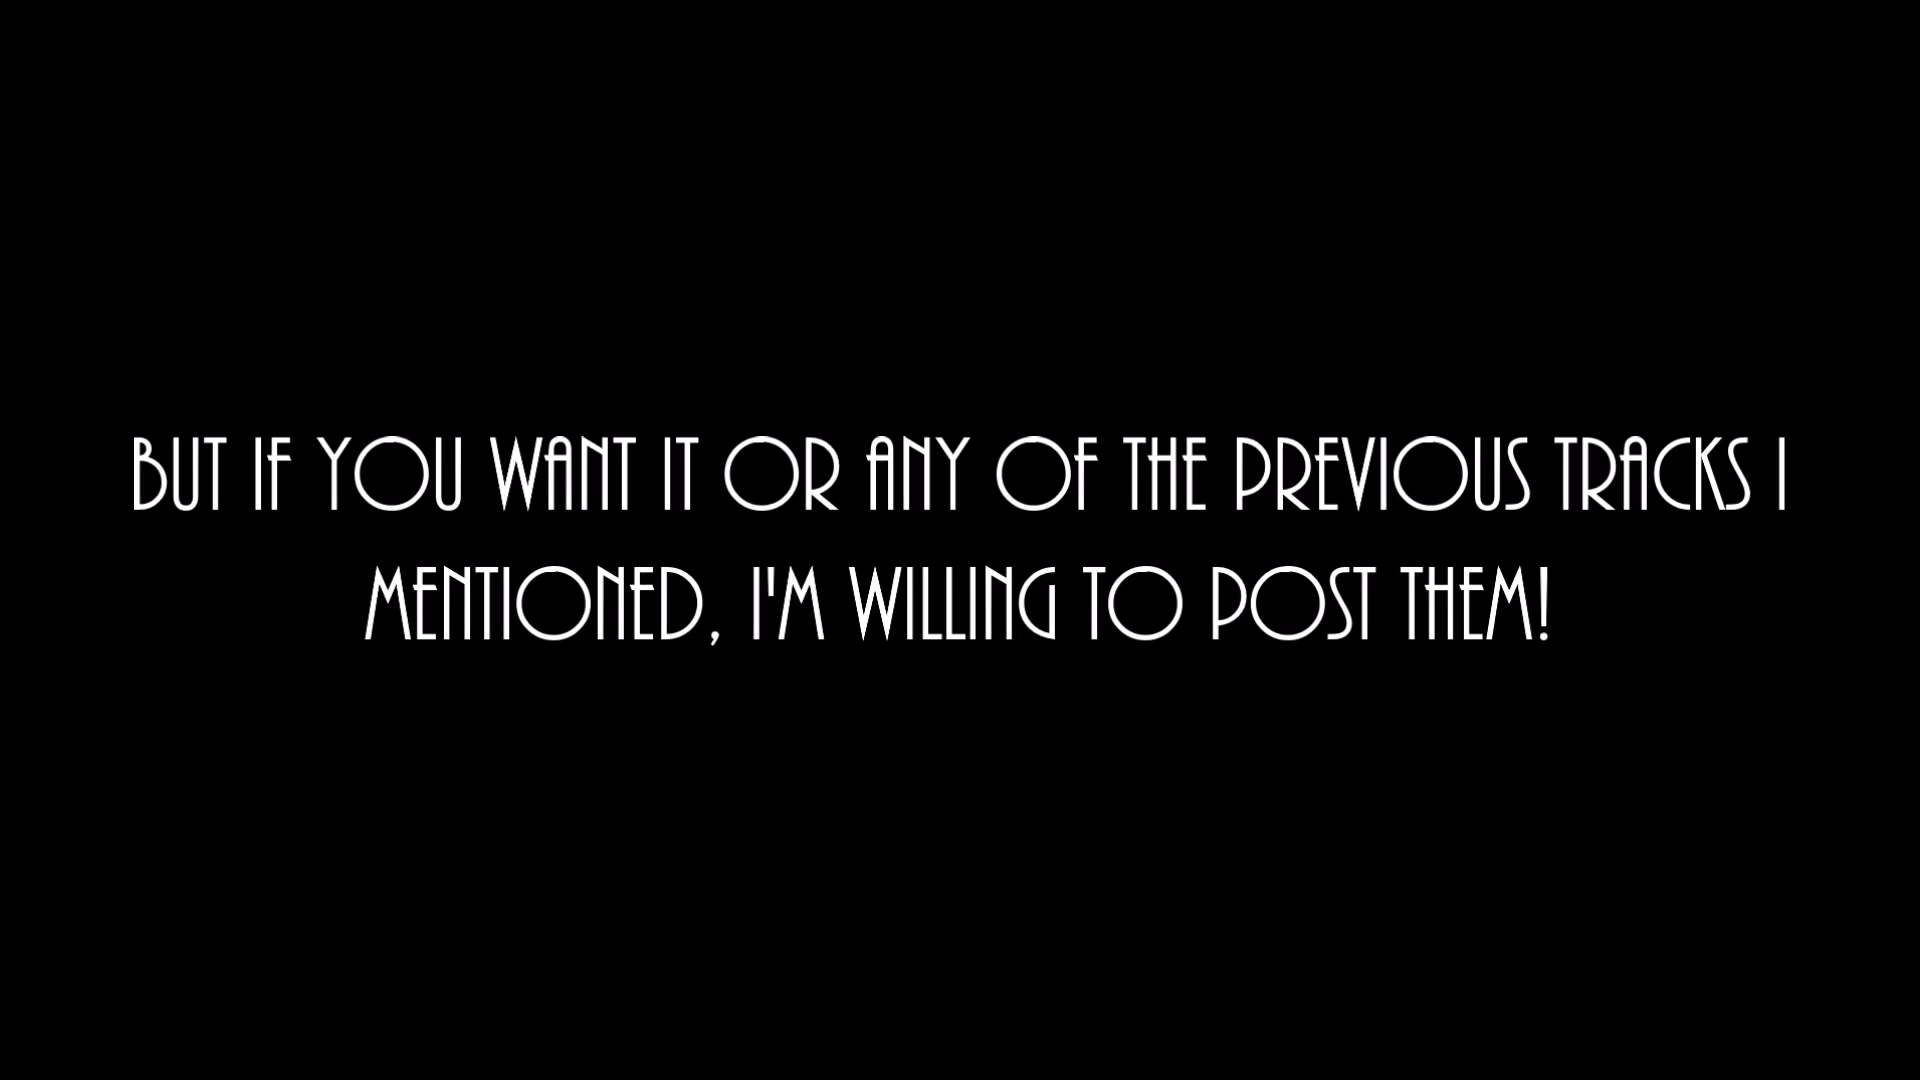 BUT IF YOU WANT IT OR ANY OF THE PREVIOUS TRACKS I
MENTIONED, I'M WILLING TO POST THEM!